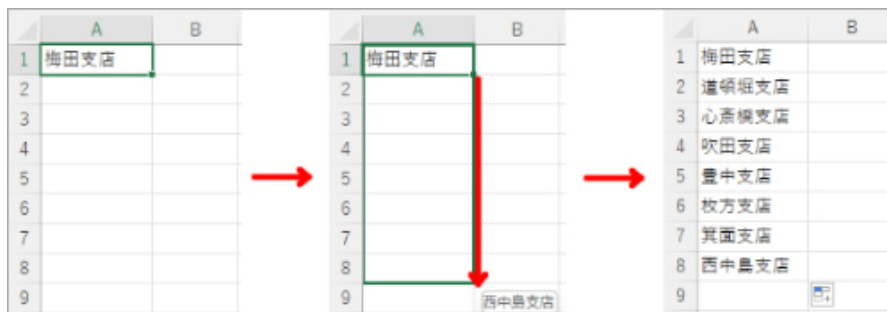 A B
1 梅田支店
2
3
4
5
6
7
8
9
A B
1 梅田支店
2
3
4
5
6
7
8
9 西中島支店
A B
1 梅田支店
2 道頓堀支店
3 心斎橋支店
4 吹田支店
5 豊中支店
6 枚方支店
7 箕面支店
8 西中島支店
9